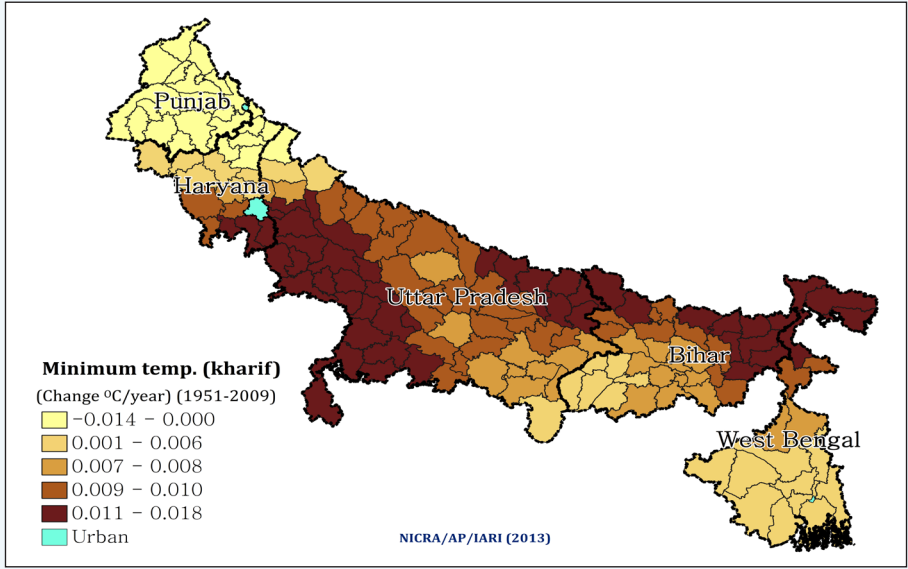 Punjab
Haryana
Uttar Pradesh
Bihar
West Bengal
Minimum temp. (kharif)
(Change ºC/year) (1951-2009)
-0.014 - 0.000
0.001 - 0.006
0.007 - 0.008
0.009 - 0.010
0.011 - 0.018
Urban
NICRA/AP/IARI (2013)